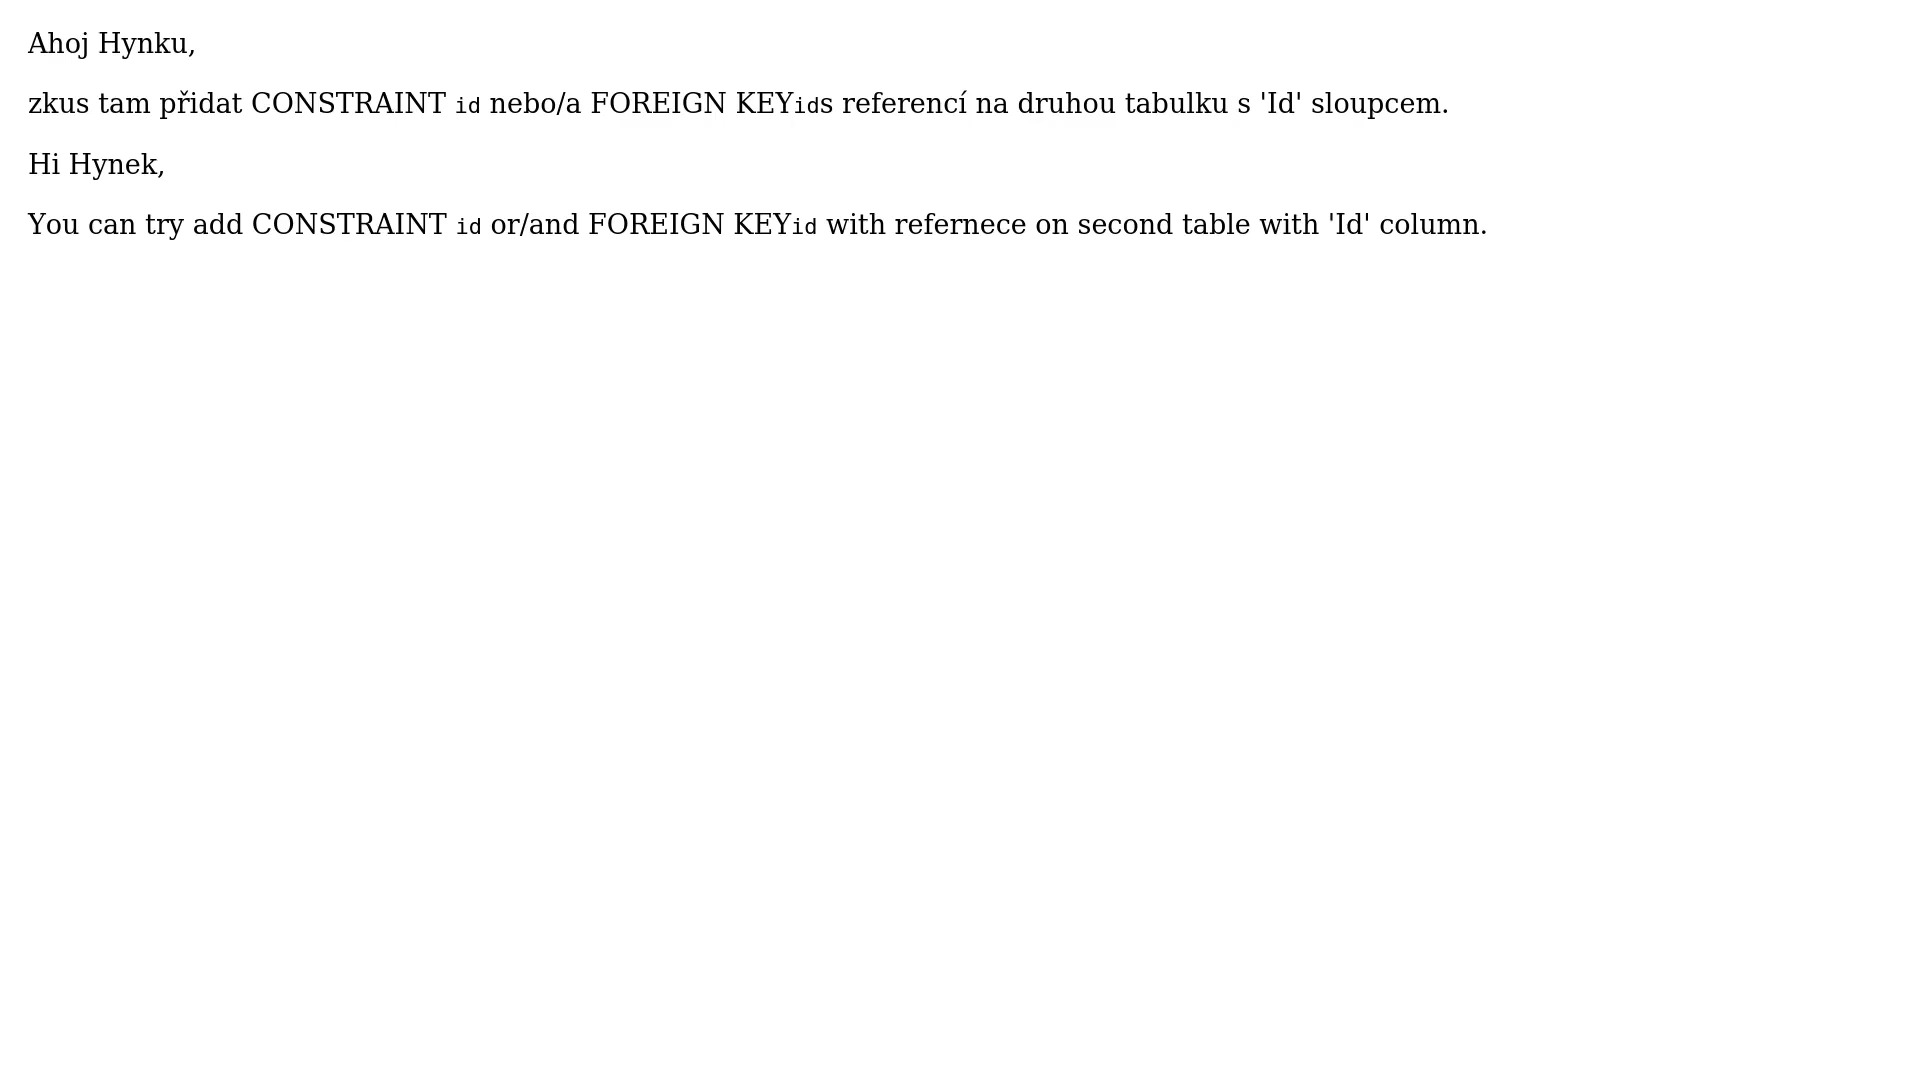 Ahoj Hynku,
zkus tam přidat CONSTRAINT id nebo/a FOREIGN KEYids referencí na druhou tabulku s 'Id' sloupcem.
Hi Hynek,
You can try add CONSTRAINT id or/and FOREIGN KEYid with refernece on second table with 'Id' column.